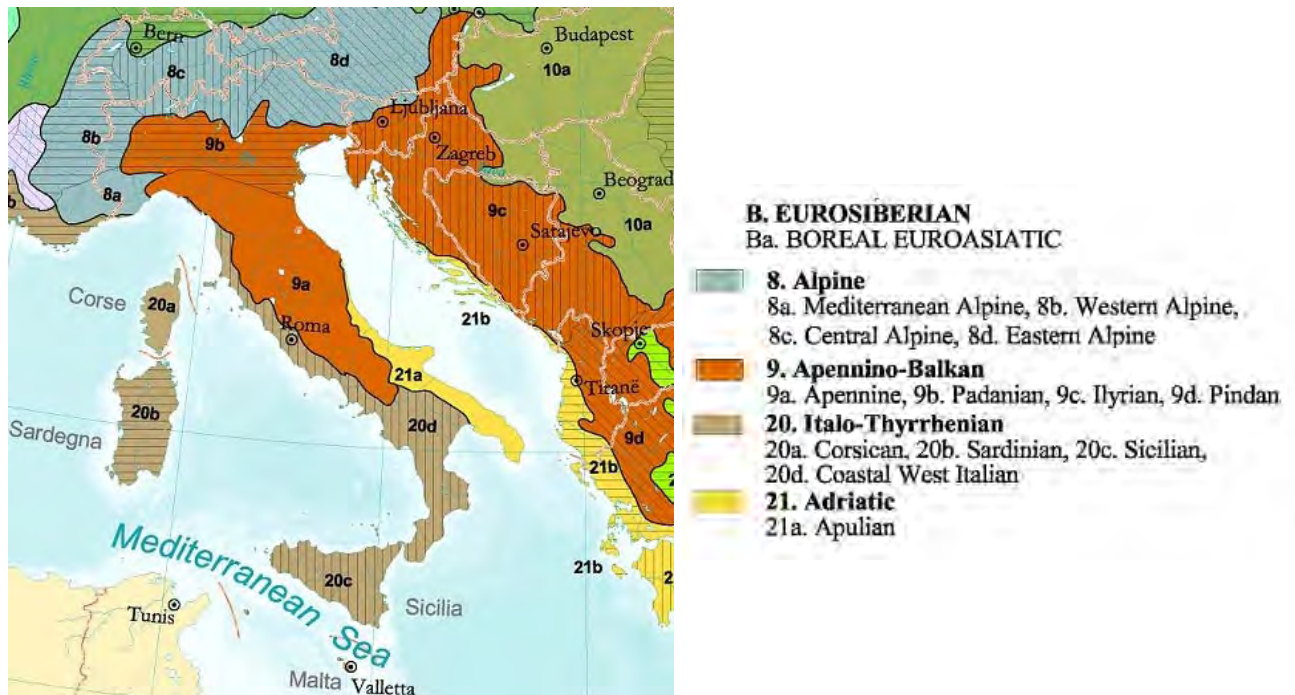 Bern
Budapest
8d
10a
8c
Rhône
Ljubljana
8b
9b
Po
Zagreb
Beograd
8a
9c
b
10a
Sarajevo
Corse
20a
9a
21b
Roma
Skopje
21a
Tiranë
20b
20d
Sardegna
9d
21b
2
Mediterranean Sea
21b
20c
2
Sicilia
Tunis
Malta
Valletta
B. EUROSIBERIAN
Ba. BOREAL EUROASIATIC
8. Alpine
8a. Mediterranean Alpine, 8b. Western Alpine,
8c. Central Alpine, 8d. Eastern Alpine
9. Apennino-Balkan
9a. Apennine, 9b. Padanian, 9c. Ilyrian, 9d. Pindan
20. Italo-Thyrrhenian
20a. Corsican, 20b. Sardinian, 20c. Sicilian,
20d. Coastal West Italian
21. Adriatic
21a. Apulian